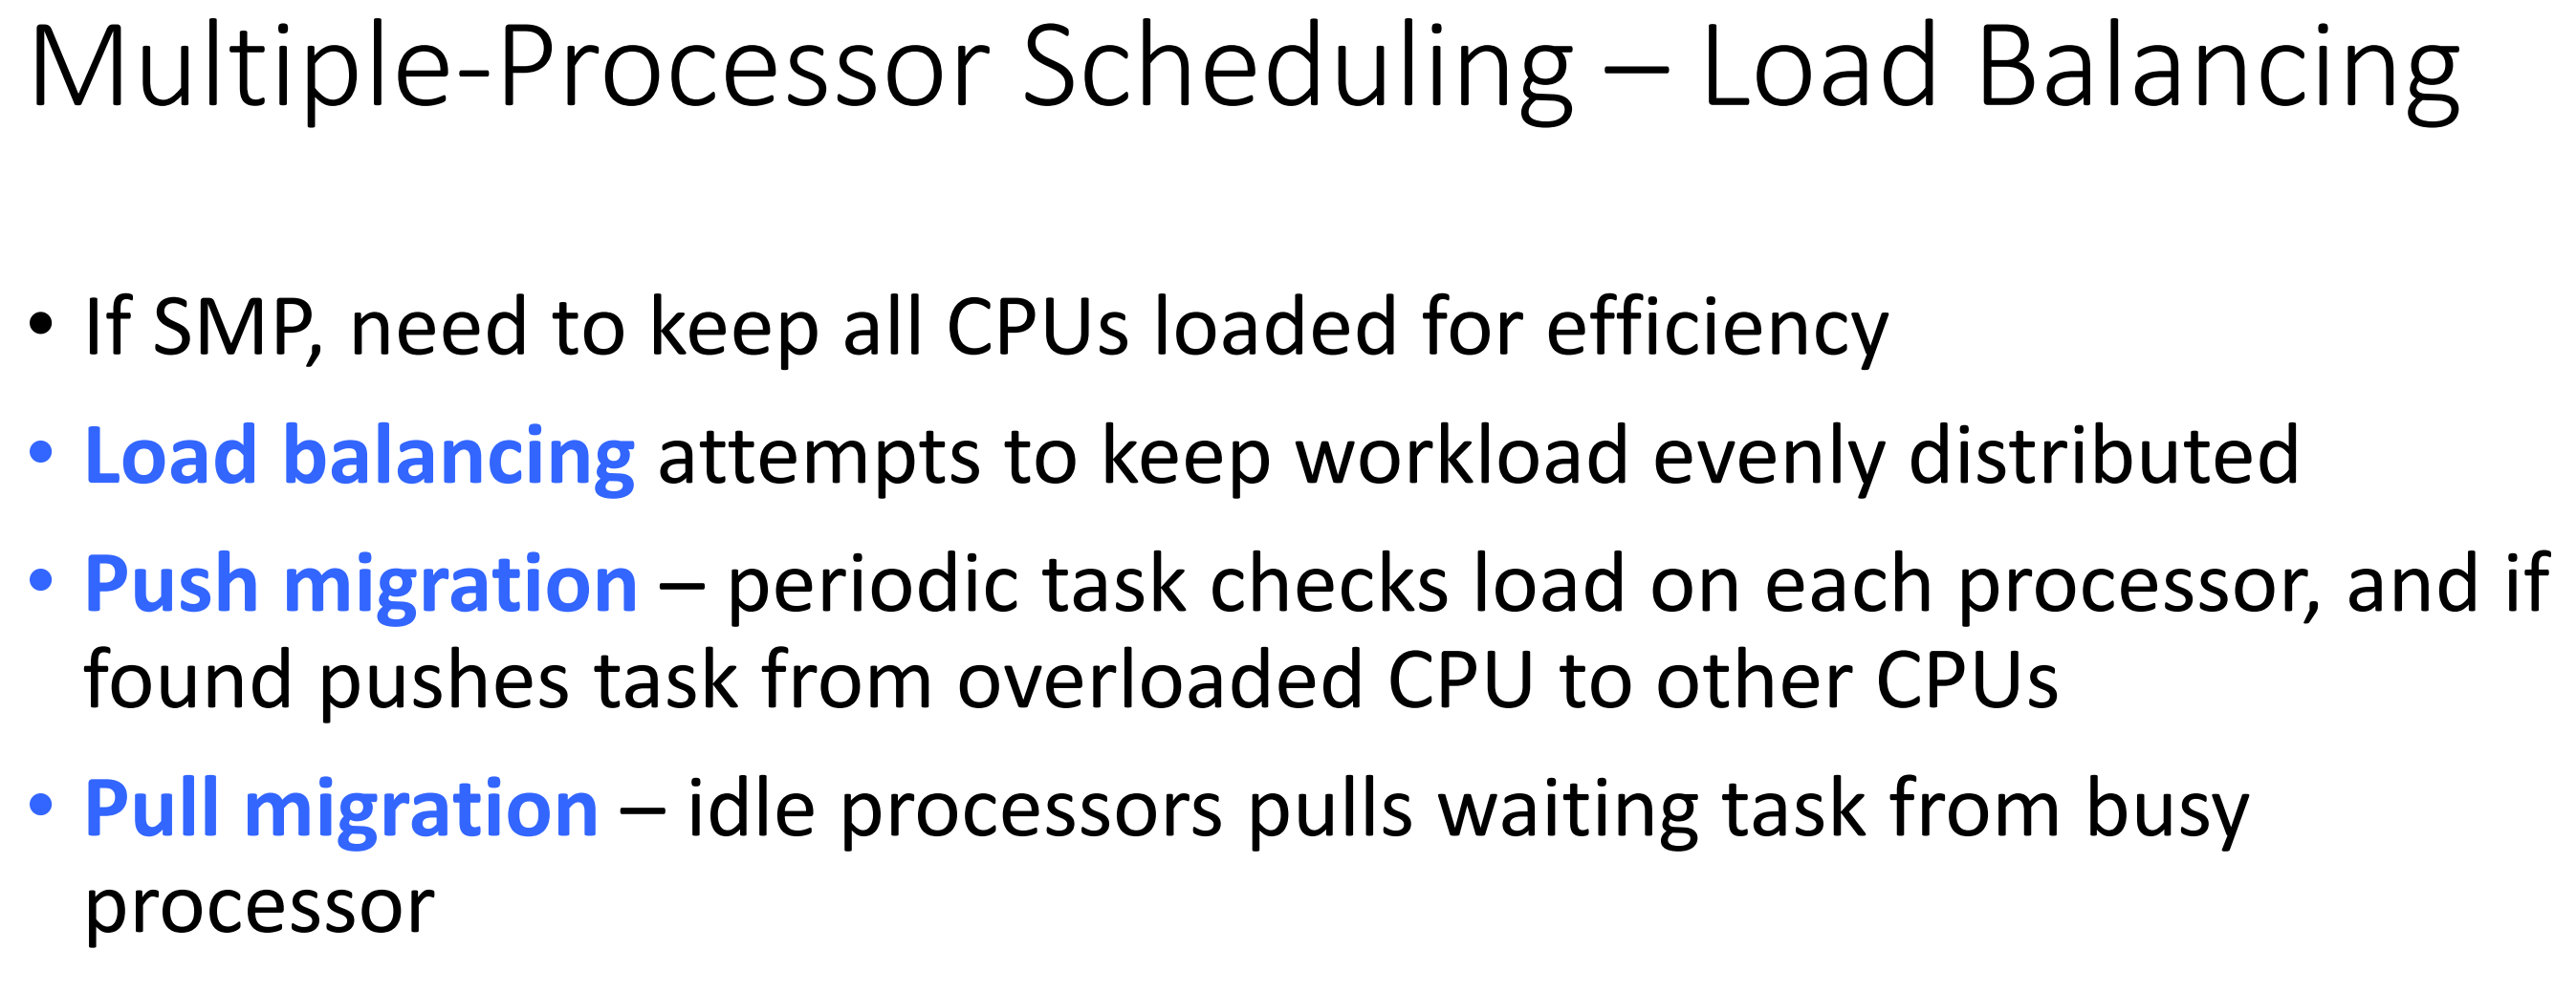 Multiple-Processor Scheduling – Load Balancing
• If SMP, need to keep all CPUs loaded for efficiency
• Load balancing attempts to keep workload evenly distributed
• Push migration – periodic task checks load on each processor, and if
found pushes task from overloaded CPU to other CPUs
• Pull migration – idle processors pulls waiting task from busy
processor